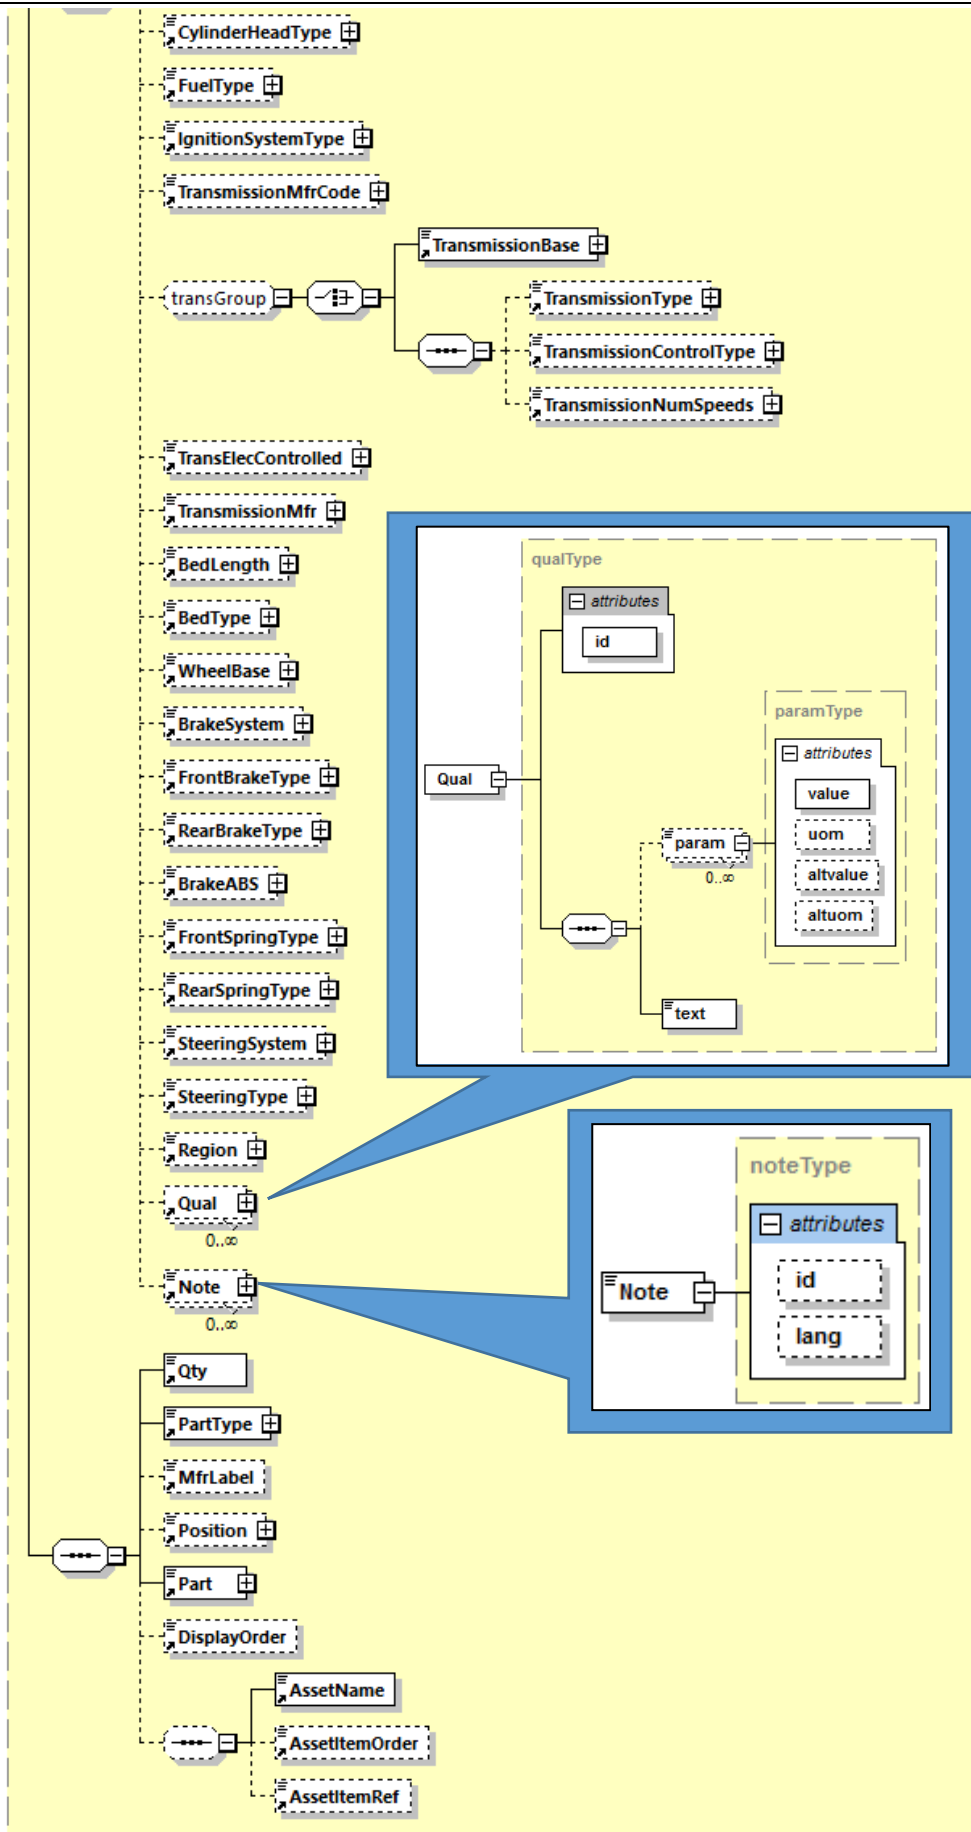 CylinderHeadType
FuelType
IgnitionSystemType
TransmissionMfrCode
TransmissionBase
transGroup
TransmissionType
TransmissionControlType
TransmissionNumSpeeds
TransElecControlled
TransmissionMfr
BedLength
BedType
WheelBase
BrakeSystem
FrontBrakeType
RearBrakeType
BrakeABS
FrontSpringType
RearSpringType
SteeringSystem
SteeringType
Region
Qual
0..∞
Note
0..∞
qualType
attributes
id
Qual
paramType
attributes
value
uom
altvalue
altuom
param
0..∞
text
noteType
attributes
id
lang
Note
Qty
PartType
MfrLabel
Position
Part
DisplayOrder
AssetName
AssetItemOrder
AssetItemRef